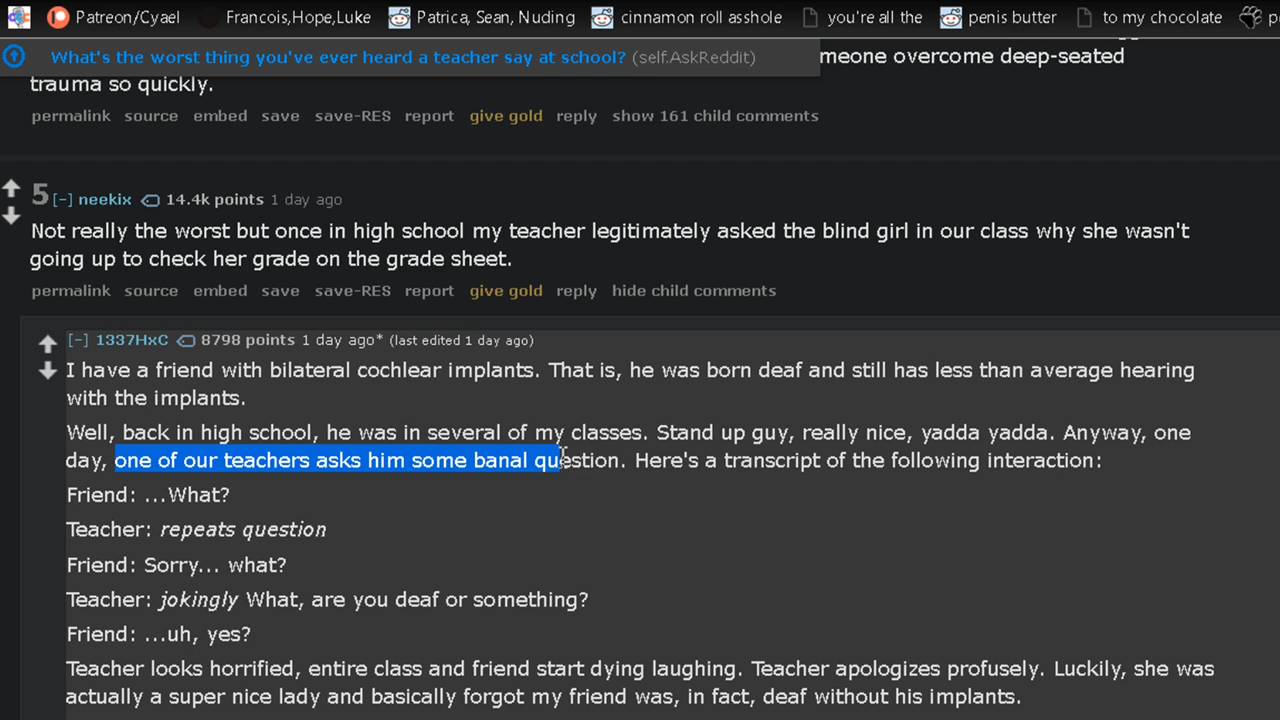 Patreon/Cyael Francois,Hope,Luke Patrica, Sean, Nuding cinnamon roll asshole you're all the penis butter to my chocolate
What's the worst thing you've ever heard a teacher say at school? (self.AskReddit) meone overcome deep-seated
trauma so quickly.
permalink source embed save save-RES report give gold reply show 161 child comments
5 [-] neekix 14.4k points 1 day ago
Not really the worst but once in high school my teacher legitimately asked the blind girl in our class why she wasn't
going up to check her grade on the grade sheet.
permalink source embed save save-RES report give gold reply hide child comments
[-] 1337HxC 8798 points 1 day ago* (last edited 1 day ago)
I have a friend with bilateral cochlear implants. That is, he was born deaf and still has less than average hearing
with the implants.
Well, back in high school, he was in several of my classes. Stand up guy, really nice, yadda yadda. Anyway, one
day, one of our teachers asks him some banal question. Here's a transcript of the following interaction:
Friend: ...What?
Teacher: repeats question
Friend: Sorry... what?
Teacher: jokingly What, are you deaf or something?
Friend: ...uh, yes?
Teacher looks horrified, entire class and friend start dying laughing. Teacher apologizes profusely. Luckily, she was
actually a super nice lady and basically forgot my friend was, in fact, deaf without his implants.